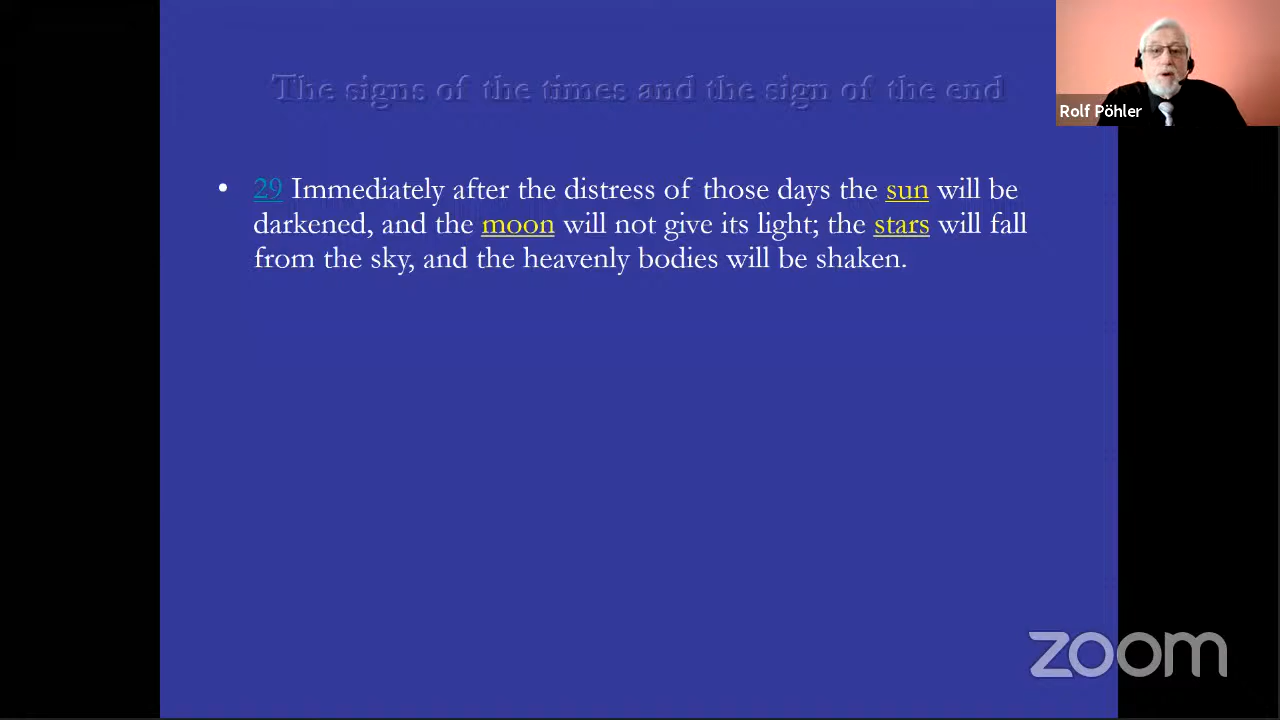 The signs of the times and the sign of the end
Rolf Pöhler
• 29 Immediately after the distress of those days the sun will be
darkened, and the moon will not give its light; the stars will fall
from the sky, and the heavenly bodies will be shaken.
zoom